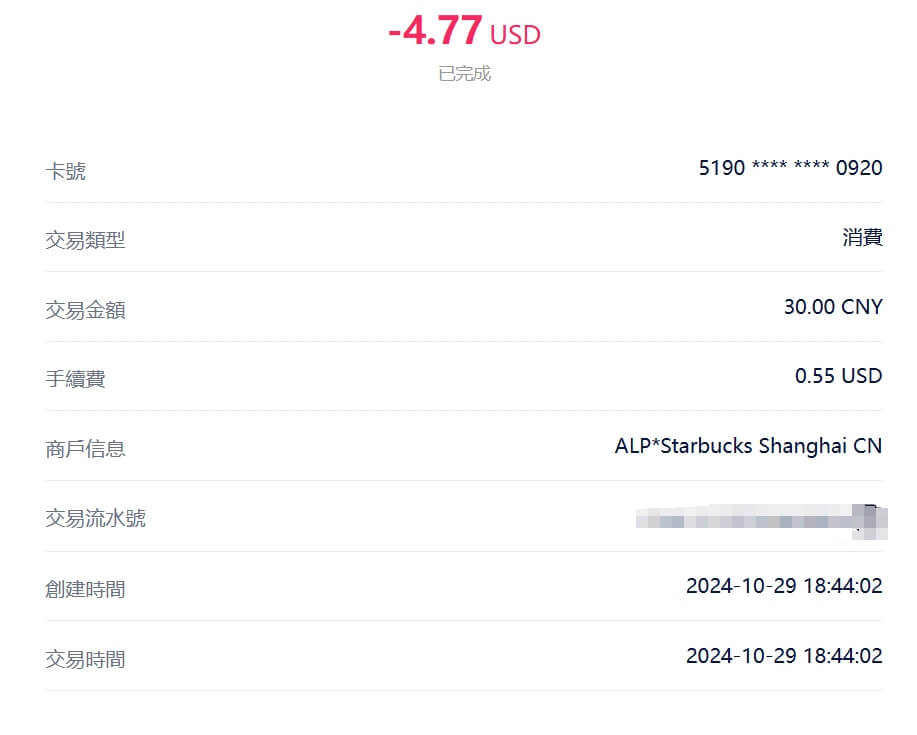 -4.77 USD
已完成
卡號 5190 **** **** 0920
交易類型 消費
交易金額 30.00 CNY
手續費 0.55 USD
商戶信息 ALP*Starbucks Shanghai CN
交易流水號
創建時間 2024-10-29 18:44:02
交易時間 2024-10-29 18:44:02